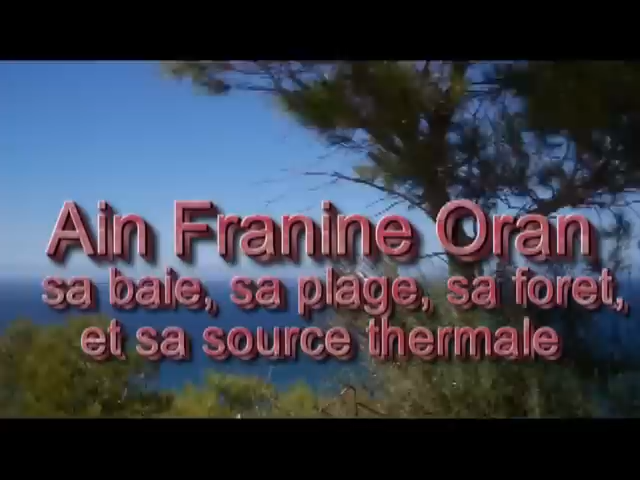 Ain Franine Oran
sa baie, sa plage, sa foret,
et sa source thermale